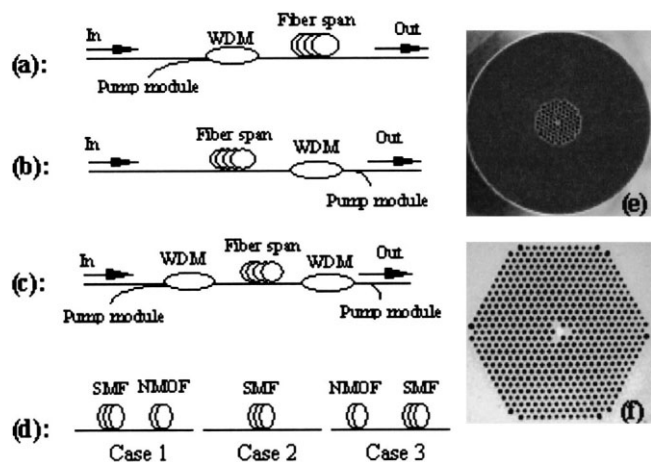 In
WDM
Fiber span
Out
(a):
Pump module
In
Fiber span
WDM
Out
(b):
Pump module
(e)
In
WDM
Fiber span
WDM
Out
(c):
Pump module
Pump module
SMF
NMOF
SMF
NMOF
SMF
(d):
Case 1
Case 2
Case 3
(f)